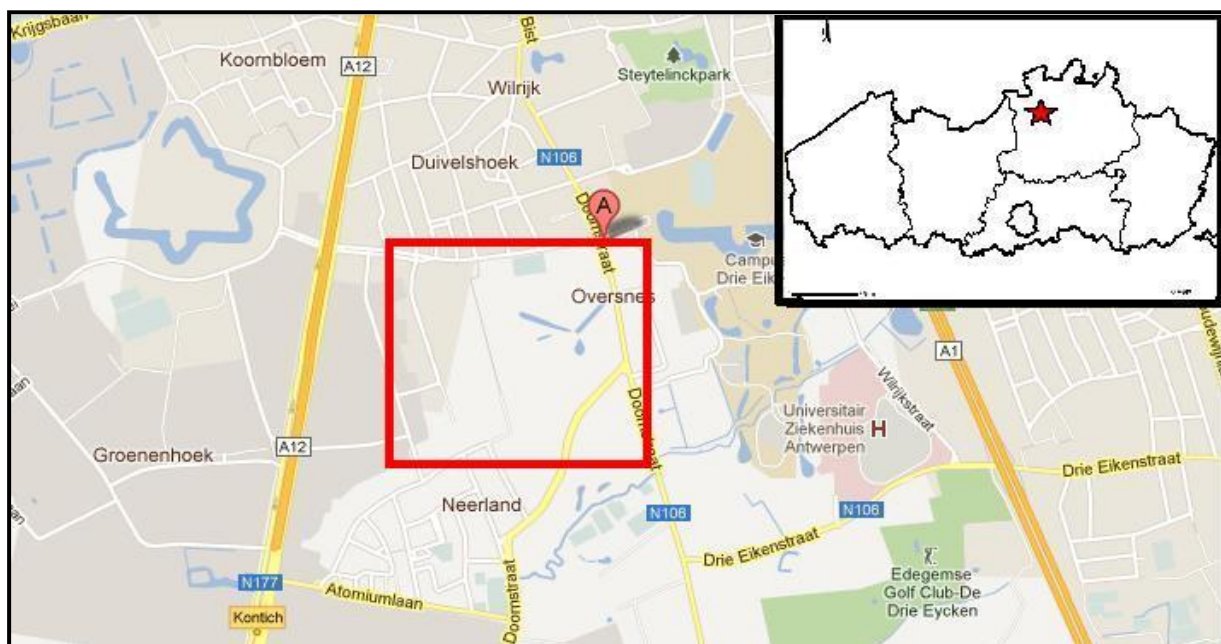 Krijgsbaan
Koornbloem
A12
Bist
Wilrijk
Steytelinckpark
Duivelshoek
N106
Doornstraat
A
Campus
Drie Eiken
Oversnes
A1
Doornstraat
Wilrijkstraat
Universitair
Ziekenhuis
Antwerpen
H
A12
Groenenhoek
Neerland
Drie Eikenstraat
N106
N106
Drie Eikenstraat
N177
Atomiumlaan
Doornstraat
Kontich
Edegemse
Golf Club-De
Drie Eycken